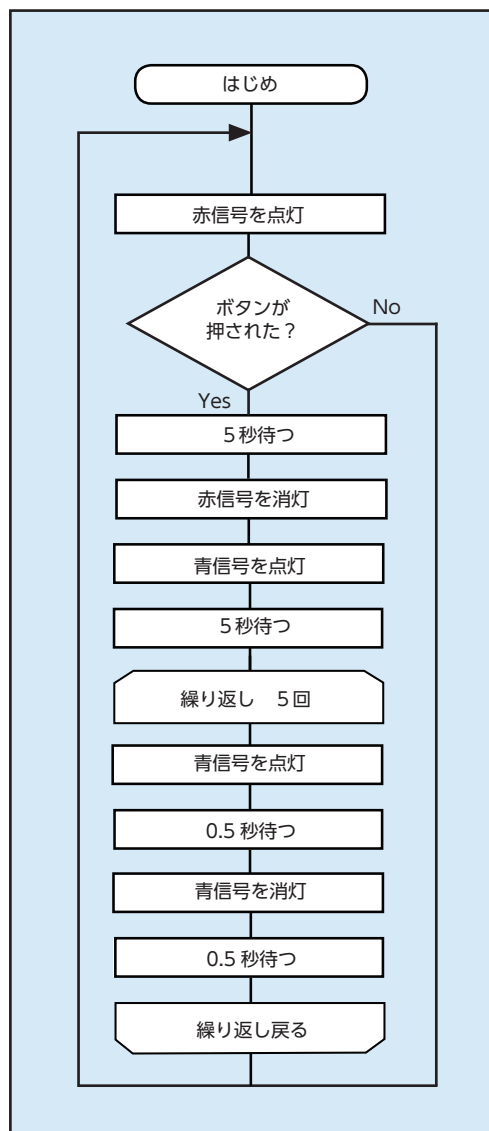 はじめ
赤信号を点灯
ボタンが
押された？
No
Yes
５秒待つ
赤信号を消灯
青信号を点灯
５秒待つ
繰り返し　５回
青信号を点灯
0.5 秒待つ
青信号を消灯
0.5 秒待つ
繰り返し戻る